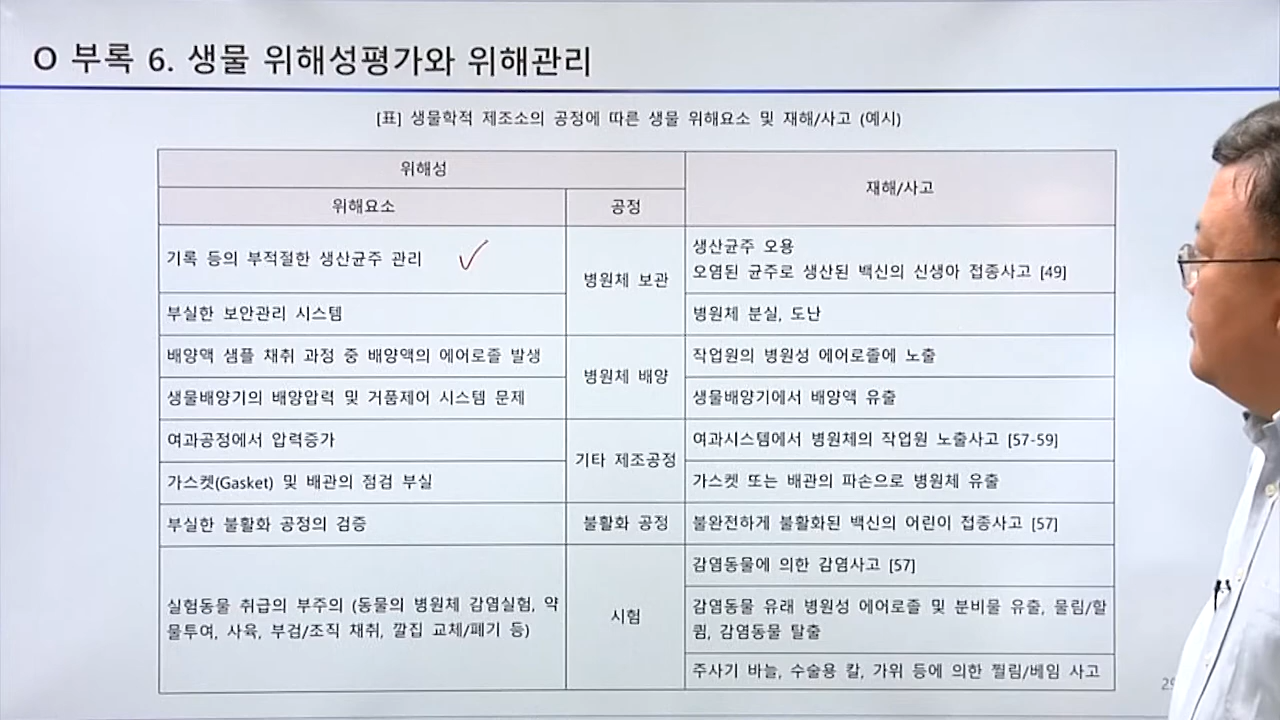 O 부록 6. 생물 위해성평가와 위해관리
[표] 생물학적 제조소의 공정에 따른 생물 위해요소 및 재해/사고 (예시)
위해성
재해/사고
위해요소
공정
기록 등의 부적절한 생산균주 관리
병원체 보관
생산균주 오용
오염된 균주로 생산된 백신의 신생아 접종사고 [49]
부실한 보안관리 시스템
병원체 분실, 도난
배양액 샘플 채취 과정 중 배양액의 에어로졸 발생
병원체 배양
작업원의 병원성 에어로졸에 노출
생물배양기의 배양압력 및 거품제어 시스템 문제
생물배양기에서 배양액 유출
여과공정에서 압력증가
기타 제조공정
여과시스템에서 병원체의 작업원 노출사고 [57-59]
가스켓(Gasket) 및 배관의 점검 부실
가스켓 또는 배관의 파손으로 병원체 유출
부실한 불활화 공정의 검증
불활화 공정
불완전하게 불활화된 백신의 어린이 접종사고 [57]
실험동물 취급의 부주의 (동물의 병원체 감염실험, 약
물투여, 사육, 부검/조직 채취, 깔집 교체/폐기 등)
시험
감염동물에 의한 감염사고 [57]
감염동물 유래 병원성 에어로졸 및 분비물 유출, 물림/할
큄, 감염동물 탈출
주사기 바늘, 수술용 칼, 가위 등에 의한 찔림/베임 사고